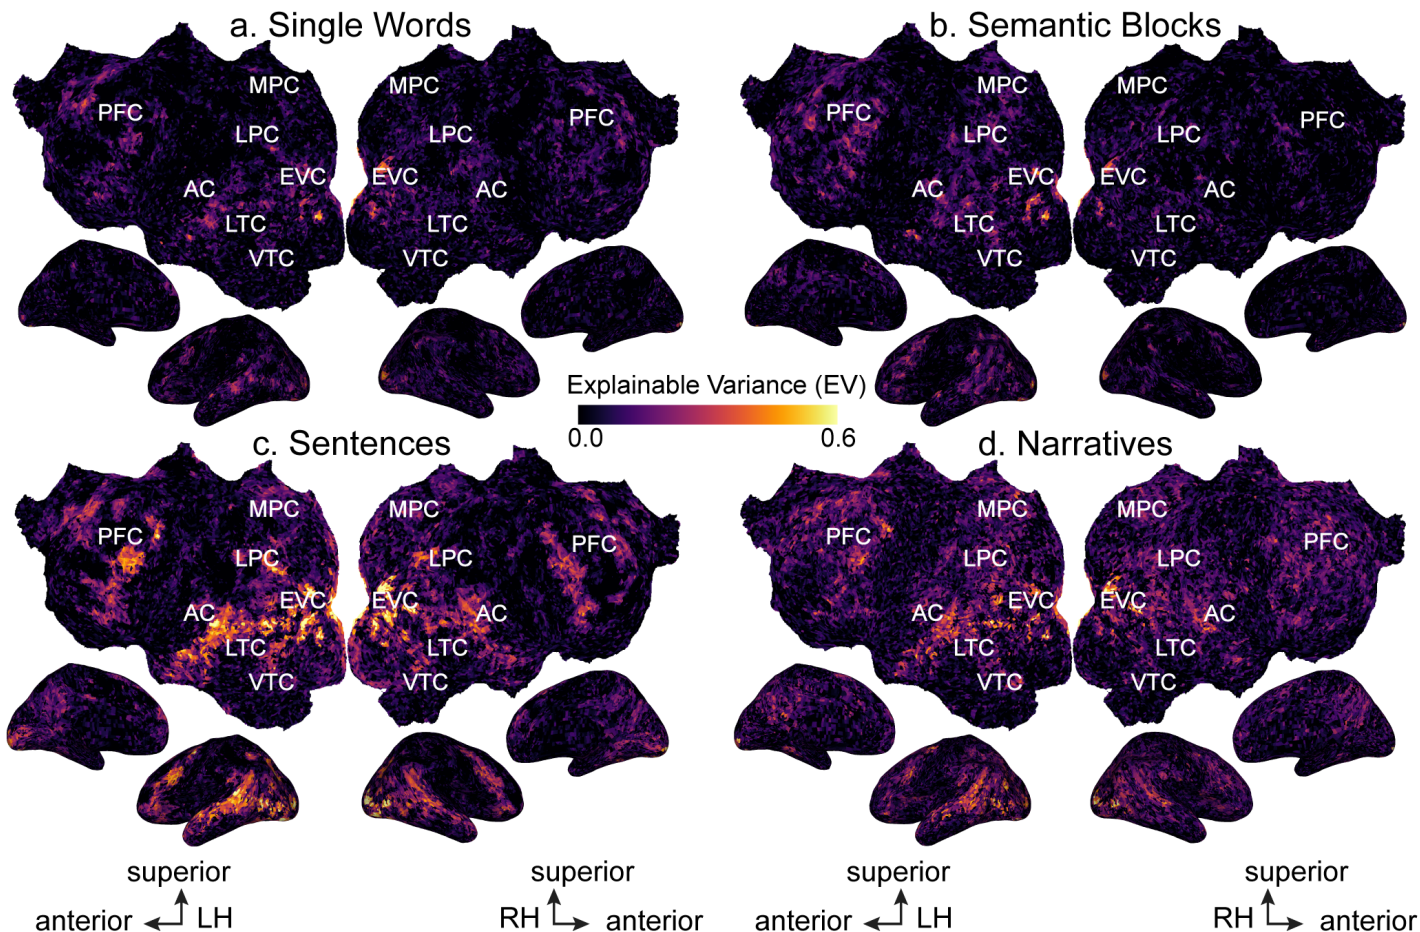 a. Single Words
b. Semantic Blocks
MPC MPC
PFC PFC
LPC LPC
EVC EVC
AC AC
LTC LTC
VTC VTC
MPC MPC
PFC PFC
LPC LPC
EVC EVC
AC AC
LTC LTC
VTC VTC
Explainable Variance (EV)
0.0 0.6
c. Sentences
d. Narratives
MPC MPC
PFC PFC
LPC LPC
EVC EVC
AC AC
LTC LTC
VTC VTC
MPC MPC
PFC PFC
LPC LPC
EVC EVC
AC AC
LTC LTC
VTC VTC
superior
anterior LH
superior
RH anterior
superior
anterior LH
superior
RH anterior